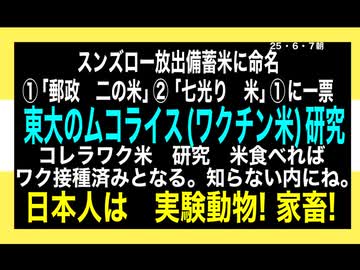 25・6・7朝
スンズロー放出備蓄米に命名
①「郵政　二の米」②「七光り　米」①に一票
東大のムコライス(ワクチン米)研究
コレラワク米　研究　米食べれば
ワク接種済みとなる。知らない内にね。
日本人は　実験動物!家畜!